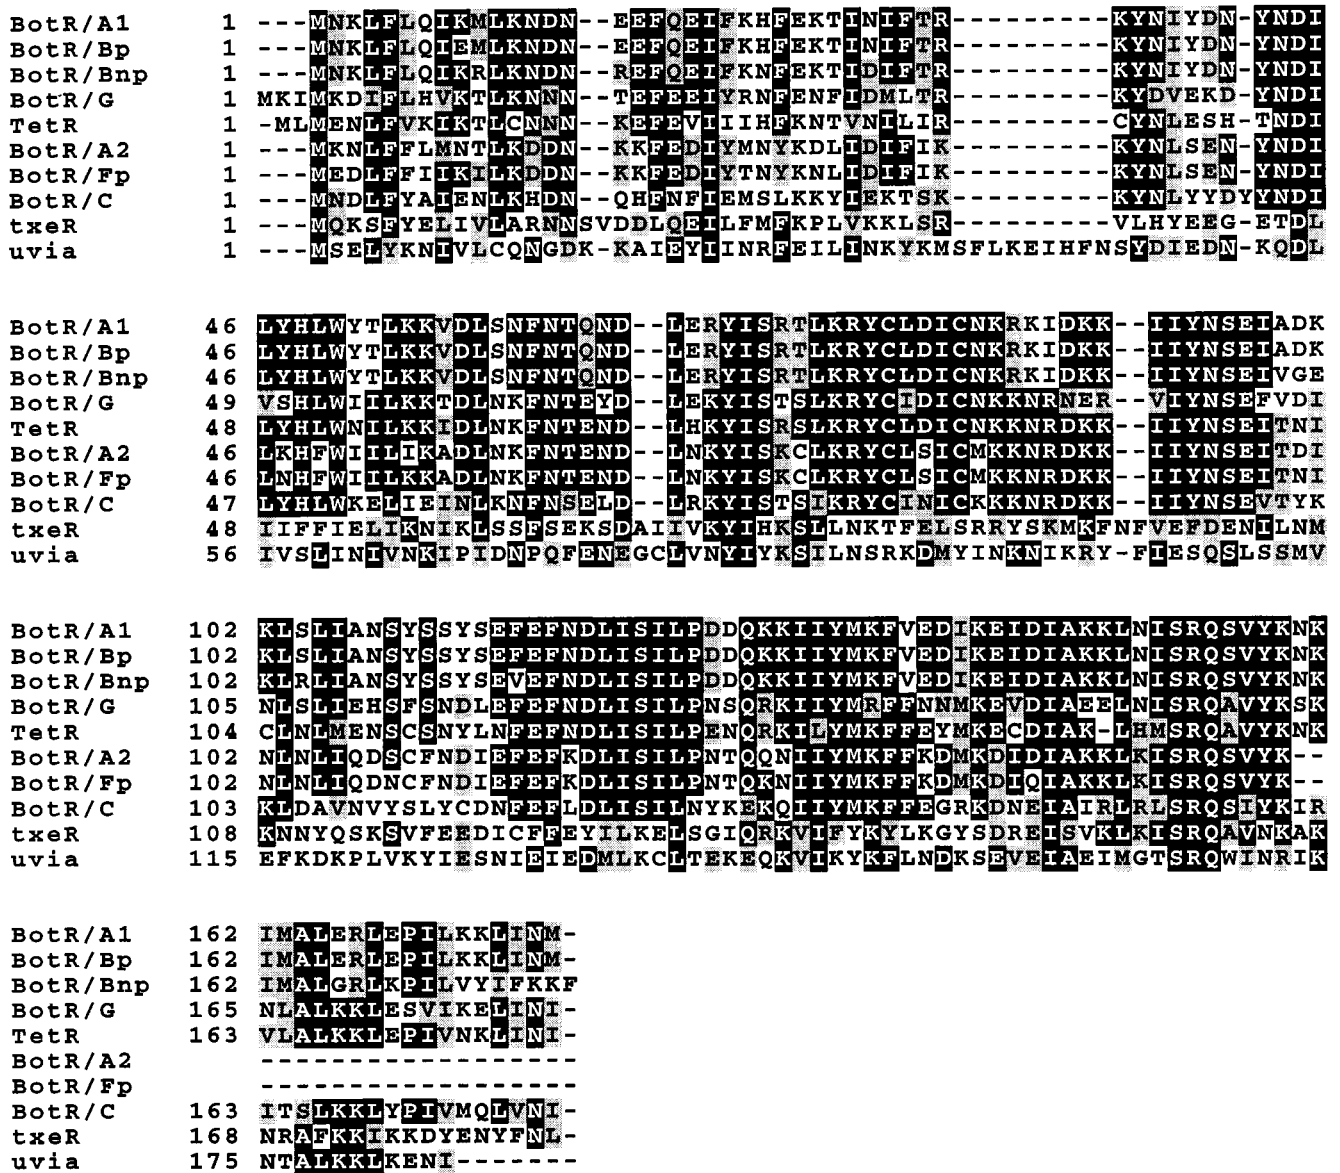 BotR/A1 1 ---MNKLFLQIKMLKNDN--EEFQEIFKHFEKTINIFTR---------KYNIYDN-YNDI
BotR/Bp 1 ---MNKLFLQIEMLKNDN--EEFQEIFKHFEKTINIFTR---------KYNIYDN-YNDI
BotR/Bnp 1 ---MNKLFLQIKRLKNDN--REFQEIFKNFEKTIDIFTR---------KYNIYDN-YNDI
BotR/G 1 MKIMKDIFLHVKTLKNNN--TEFEEIYRNFENFIDMLTR---------KYDVEKD-YNDI
TetR 1 -MLMENLFVKIKTLCNNN--KEFEVIIIHFKNTVNILIR---------CYNLESH-TNDI
BotR/A2 1 ---MKNLFFLMNTLKDDN--KKFEDIYMNYKDLIDIFIK---------KYNLSEN-YNDI
BotR/Fp 1 ---MEDLFFIIKILKDDN--KKFEDIYTNYKNLIDIFIK---------KYNLSEN-YNDI
BotR/C 1 ---MNDLFYAIENLKHDN--QHFNFIEMSLKKYIEKTSK---------KYNLYYDYYNDI
txeR 1 ---MQKSFYELIVLARNNSVDDLQEILFMFKPLVKKLSR---------VLHYEEG-ETDL
uvia 1 ---MSELYKNIVLCQNGDK-KAIEYIINRFEILINKYKMSFLKEIHFNSYDIEDN-KQDL
BotR/A1 46 LYHLWYTLKKVDLSNFNTQND--LERYISRTLKRYCLDICNKRKIDKK--IIYNSEIADK
BotR/Bp 46 LYHLWYTLKKVDLSNFNTQND--LERYISRTLKRYCLDICNKRKIDKK--IIYNSEIADK
BotR/Bnp 46 LYHLWYTLKKVDLSNFNTQND--LERYISRTLKRYCLDICNKRKIDKK--IIYNSEIVGE
BotR/G 49 VSHLWIILKKTDLNKFNTEYD--LEKYISTSLKRYCIDICKKNRNER--VIYNSEFVDI
TetR 48 LYHLWNILKKIDLNKFNTEND--LHKYISRSLKRYCLDICNKKNRDKK--IIYNSEITNI
BotR/A2 46 LKHFWIILIKADLNKFNTEND--LNKYISKCLKRYCLSICMKKNRDKK--IIYNSEITDI
BotR/Fp 46 LNHFWIILKKADLNKFNTEND--LNKYISKCLKRYCLSICMKKNRDKK--IIYNSEITNI
BotR/C 47 LYHLWKELIEINLKNFNSELD--LRKYISTSIKRYCINICKKKNRDKK--IIYNSEVTYK
txeR 48 IIFFIELIKNIKLSSFSEKSDAIIVKYIHKSLLNKTFELSRRYSKMKFNFVEFDENILNM
uvia 56 IVSLINIVNKIPIDNPQFENEGCLVNYIYKSILNSRKDMYINKNIKRY-FIESQSLSSMV
BotR/A1 102 KLSLIANSYSSYSEFEFNDLISILPDDQKKIIYMKFVEDIKEIDIAKKLNISRQSVYKNK
BotR/Bp 102 KLSLIANSYSSYSEFEFNDLISILPDDQKKIIYMKFVEDIKEIDIAKKLNISRQSVYKNK
BotR/Bnp 102 KLRLIANSYSSYSEVEFNDLISILPDDQKKIIYMKFVEDIKEIDIAKKLNISRQSVYKNK
BotR/G 105 NLSLIEHSFSNDLEFEFNDLISILPNSQRKIIYMRFFNNMKEVDIAEELNISRQAVYKSK
TetR 104 CLNLMENSCSNYLNFEFNDLISILPENQRKILYMKFFEYMKECDIAK-LHMSRQAVYKNK
BotR/A2 102 NLNLIQDSCFNDIEFEFKDLISILPNTQQNIIYMKFFKDMKDIDIAKKLKISRQSVYK--
BotR/Fp 102 NLNLIQDNCFNDIEFEFKDLISILPNTQKNIIYMKFFKDMKDIQIAKKLKISRQSVYK--
BotR/C 103 KLDAVNVYSLYCDNFEFLDLISILNYKEKQIIYMKFFEGRKDNEIAIRLRLSRQSIYKIR
txeR 108 KNNYQSKSVFEEDICFFEYILKELSGIQRKVIFYKYLKGYSDREISVKLKISRQAVNKAK
uvia 115 EFKDKPLVKYIESNIEIEDMLKCLTEKEQKVIKYKFLNDKSEVEIAEIMGTSRQWINRIK
BotR/A1 162 IMALERLEPILKKLINM-
BotR/Bp 162 IMALERLEPILKKLINM-
BotR/Bnp 162 IMALGRLKPILVYIFKKF
BotR/G 165 NLALKKLESVIKELINI-
TetR 163 VLALKKLEPIVNKLINI-
BotR/A2 ------------------
BotR/Fp ------------------
BotR/C 163 ITSLKKLYPIVMQLVNI-
txeR 168 NRAFKKIKKDYENYFNL-
uvia 175 NTALKKLKENI-------